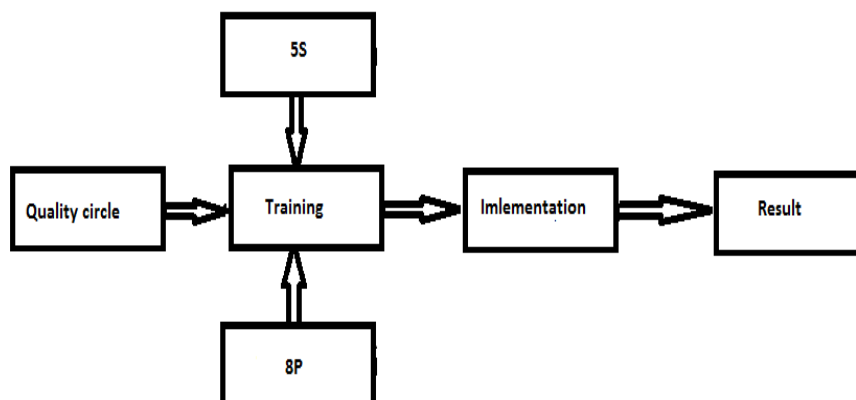 5S
Quality circle
Training
Imlementation
Result
8P